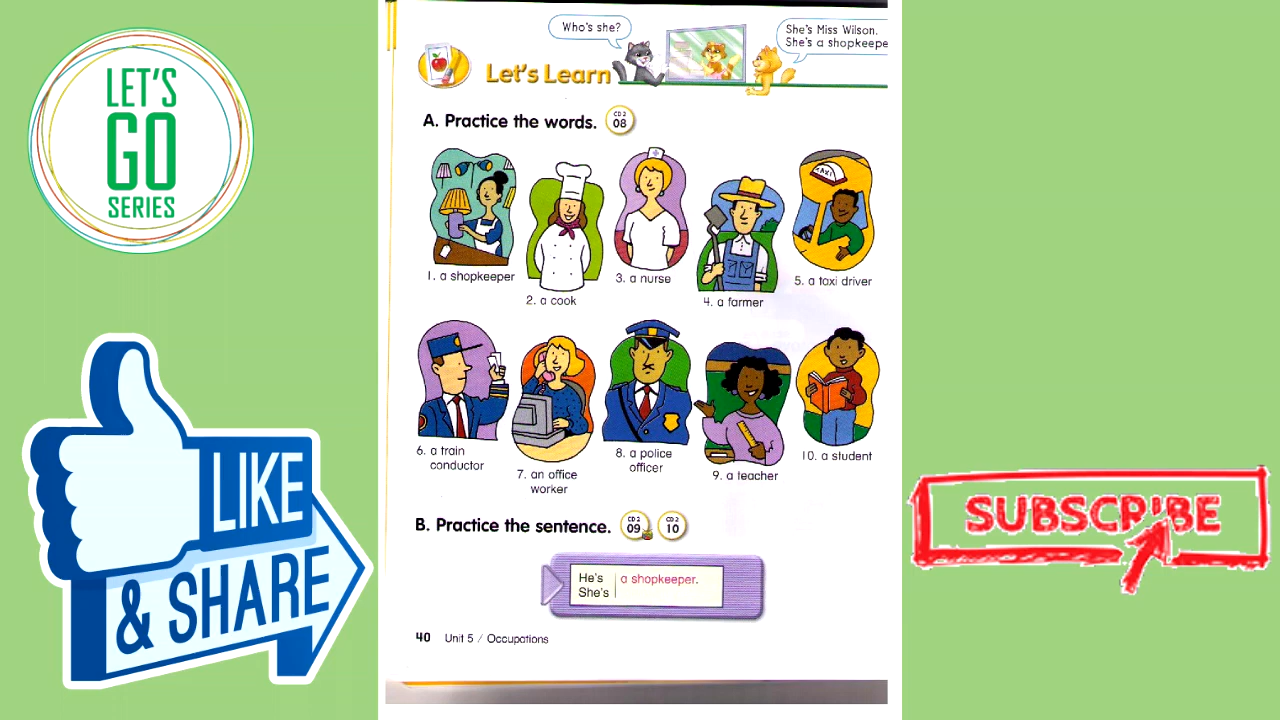 LET'S
GO
SERIES
LIKE
& SHARE
SUBSCRIBE
Who's she?
She's Miss Wilson.
She's a shopkeepe
Let's Learn
A. Practice the words.
CD 2
08
TAXI
1. a shopkeeper
2. a cook
3. a nurse
4. a farmer
5. a taxi driver
6. a train
conductor
7. an office
worker
8. a police
officer
9. a teacher
10. a student
B. Practice the sentence.
CD 2
09
CD 2
10
He's
She's
a shopkeeper.
40 Unit 5 / Occupations